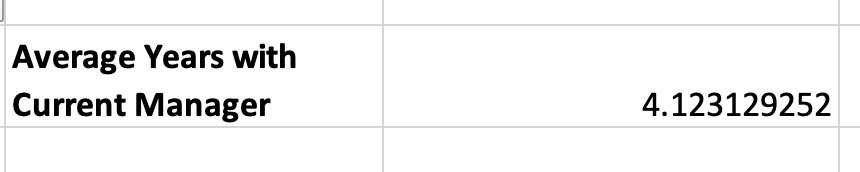 Average Years with
Current Manager 4.123129252